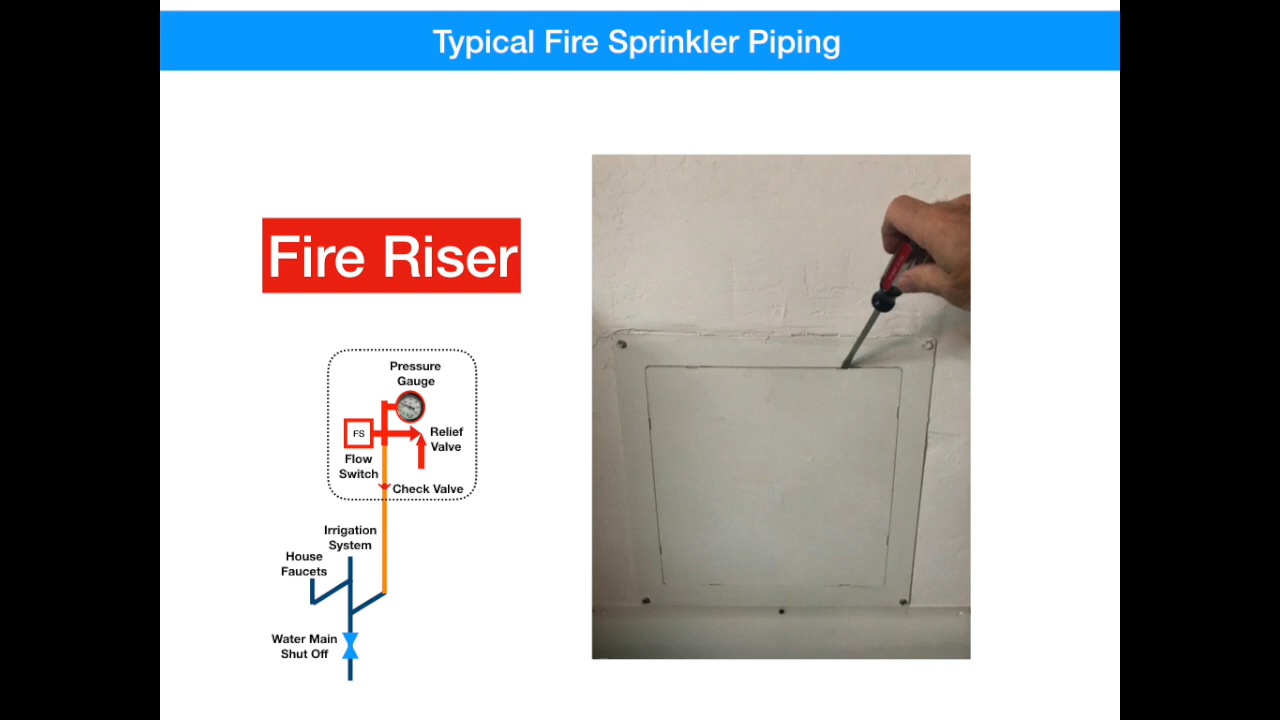 Typical Fire Sprinkler Piping
Fire Riser
Pressure
Gauge
FS
Relief
Valve
Flow
Switch
Check Valve
Irrigation
System
House
Faucets
Water Main
Shut Off